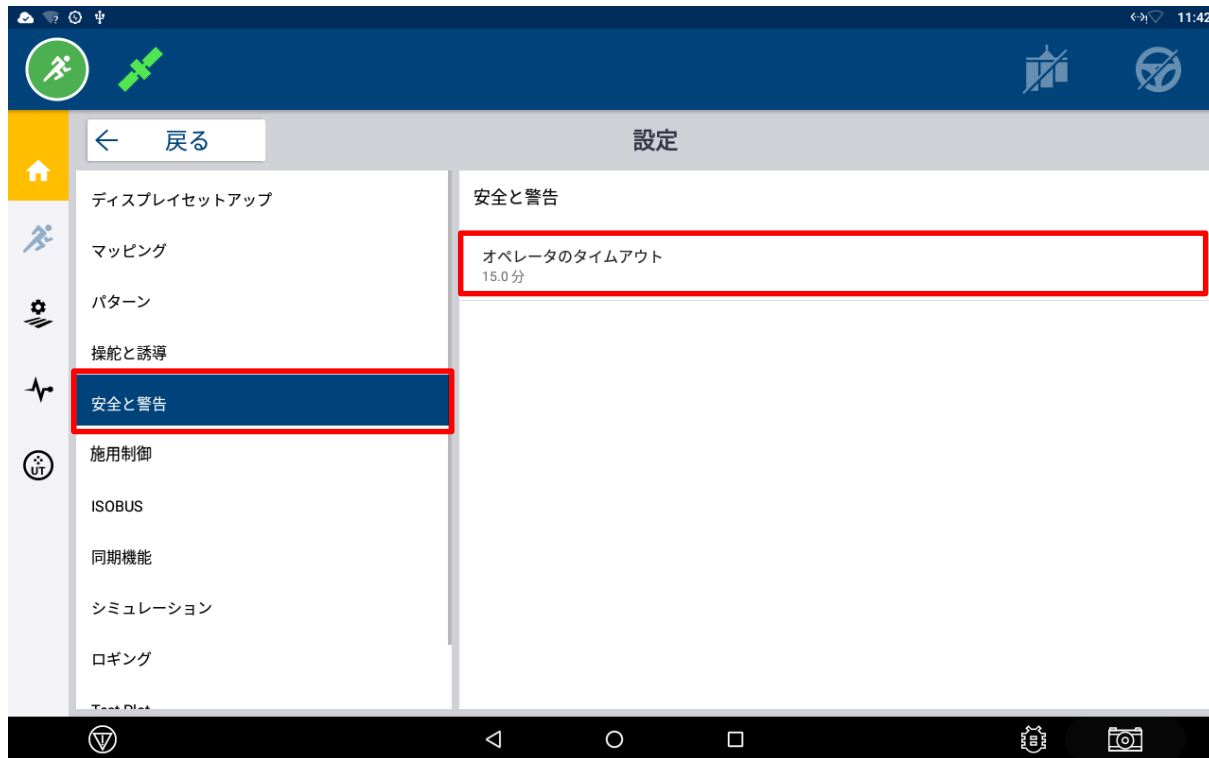 11:42
← 戻る
設定
ディスプレイセットアップ
マッピング
パターン
操舵と誘導
安全と警告
施用制御
ISOBUS
同期機能
シミュレーション
ロギング
Test Plot
安全と警告
オペレータのタイムアウト
15.0 分
UT